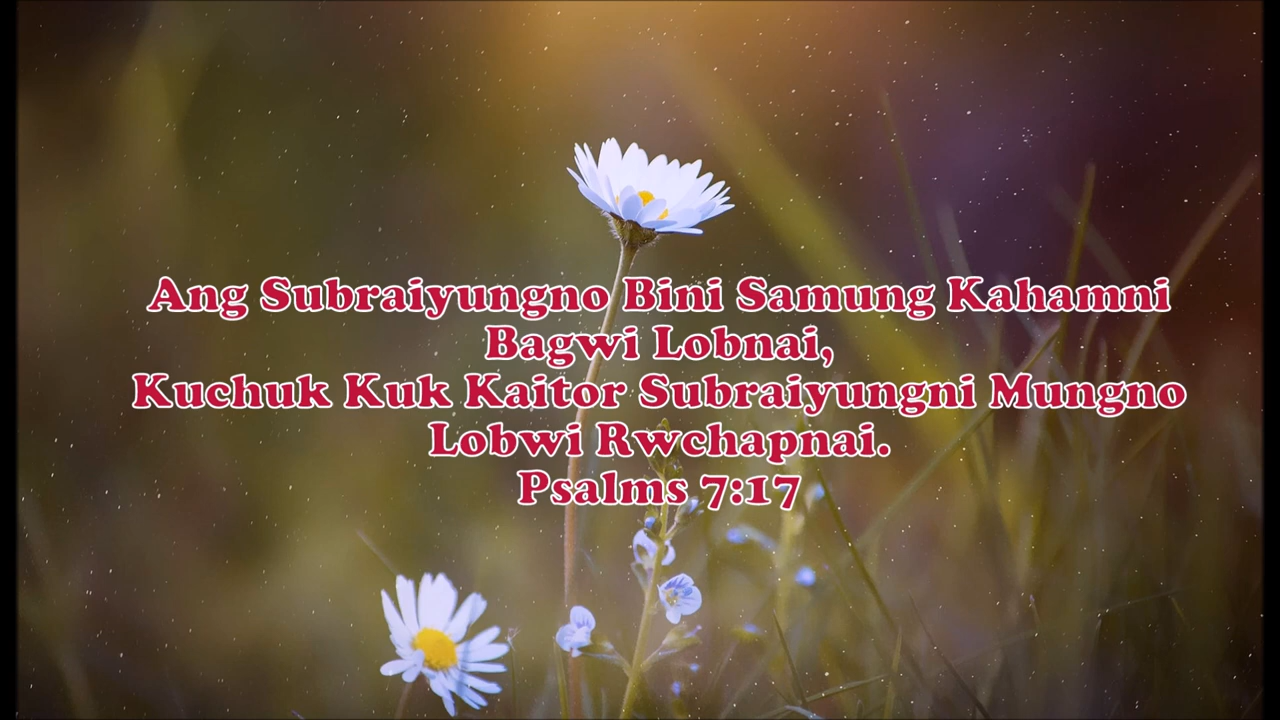 Ang Subraiyungno Bini Samung Kahamni
Bagwi Lobnai,
Kuchuk Kuk Kaitor Subraiyungni Mungno
Lobwi Rwchapnai.
Psalms 7:17